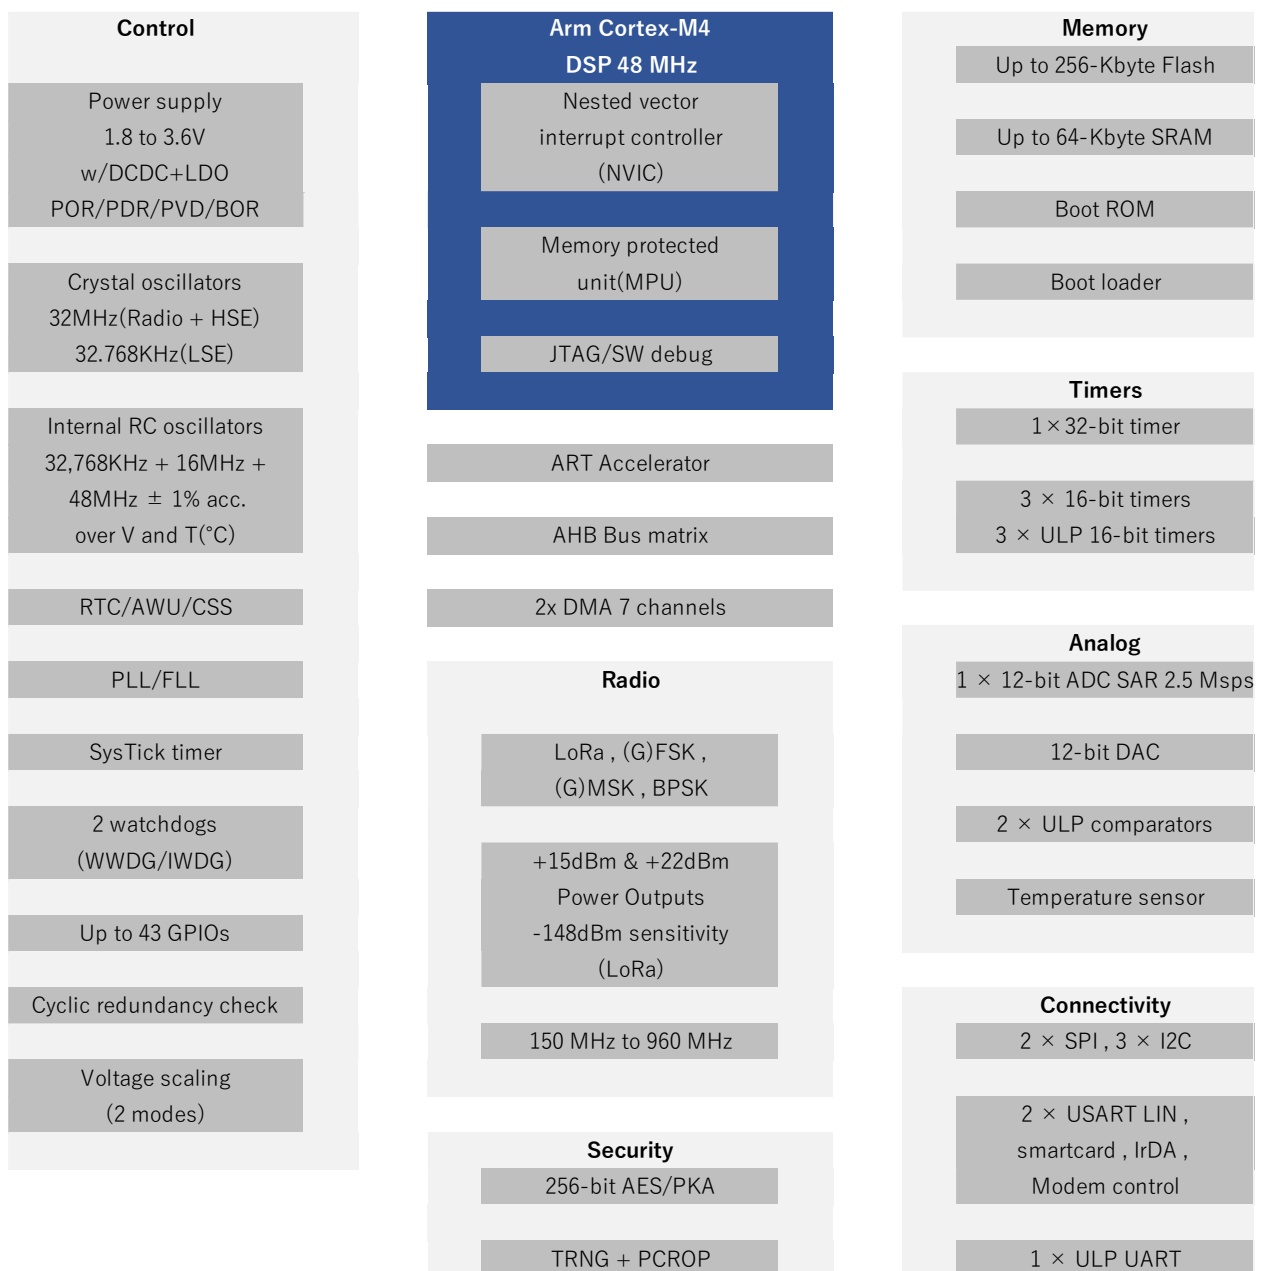 Control
Power supply
1.8 to 3.6V
w/DCDC+LDO
POR/PDR/PVD/BOR
Crystal oscillators
32MHz(Radio + HSE)
32.768KHz(LSE)
Internal RC oscillators
32,768KHz + 16MHz +
48MHz ± 1% acc.
over V and T(°C)
RTC/AWU/CSS
PLL/FLL
SysTick timer
2 watchdogs
(WWDG/IWDG)
Up to 43 GPIOs
Cyclic redundancy check
Voltage scaling
(2 modes)
Arm Cortex-M4
DSP 48 MHz
Nested vector
interrupt controller
(NVIC)
Memory protected
unit(MPU)
JTAG/SW debug
ART Accelerator
AHB Bus matrix
2x DMA 7 channels
Radio
LoRa , (G)FSK ,
(G)MSK , BPSK
+15dBm & +22dBm
Power Outputs
-148dBm sensitivity
(LoRa)
150 MHz to 960 MHz
Security
256-bit AES/PKA
TRNG + PCROP
Memory
Up to 256-Kbyte Flash
Up to 64-Kbyte SRAM
Boot ROM
Boot loader
Timers
1×32-bit timer
3 × 16-bit timers
3 × ULP 16-bit timers
Analog
1 × 12-bit ADC SAR 2.5 Msps
12-bit DAC
2 × ULP comparators
Temperature sensor
Connectivity
2 × SPI , 3 × I2C
2 × USART LIN ,
smartcard , IrDA ,
Modem control
1 × ULP UART